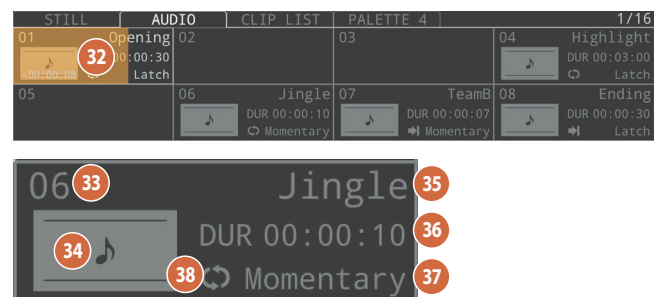 STILL AUDIO CLIP LIST PALETTE 4 1/16
01 Opening 02 03 04 Highlight
:00:30 DUR 00:03:00
-00:00:08 Latch Latch
32
05 06 Jingle 07 TeamB 08 Ending
DUR 00:00:10 DUR 00:00:07 DUR 00:00:30
Momentary Momentary Latch
06 33 Jingle 35
DUR 00:00:10 36
34
38 Momentary 37